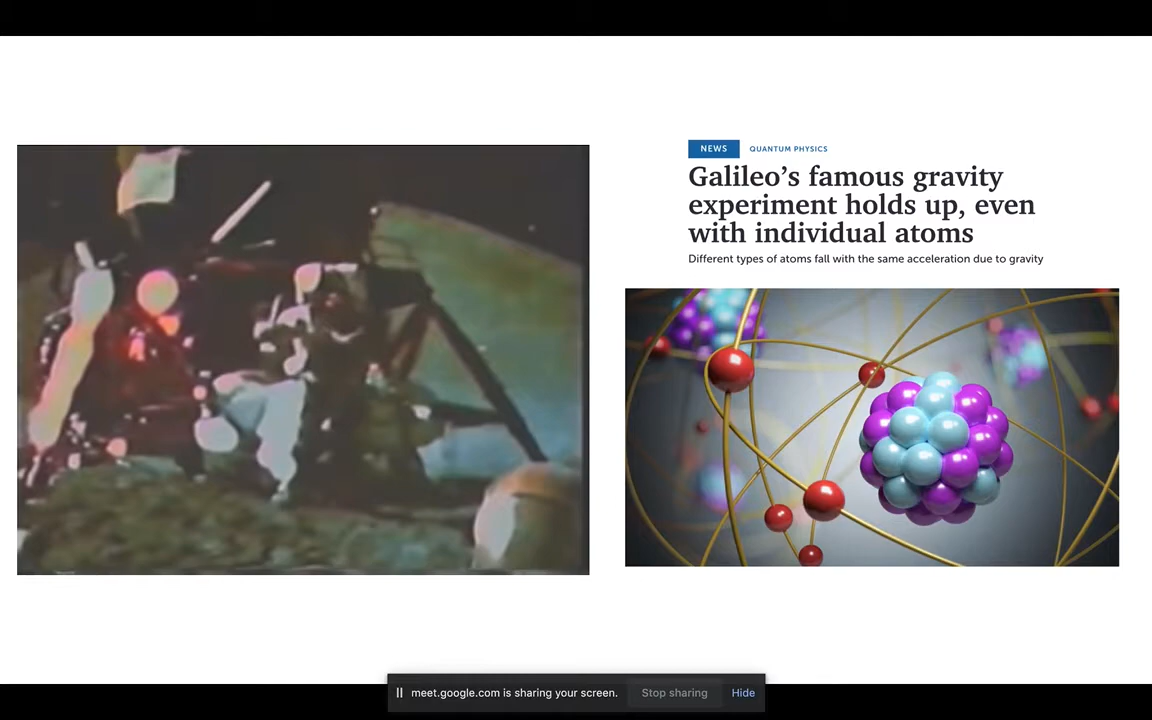 NEWS QUANTUM PHYSICS
Galileo’s famous gravity
experiment holds up, even
with individual atoms
Different types of atoms fall with the same acceleration due to gravity
meet.google.com is sharing your screen. Stop sharing Hide